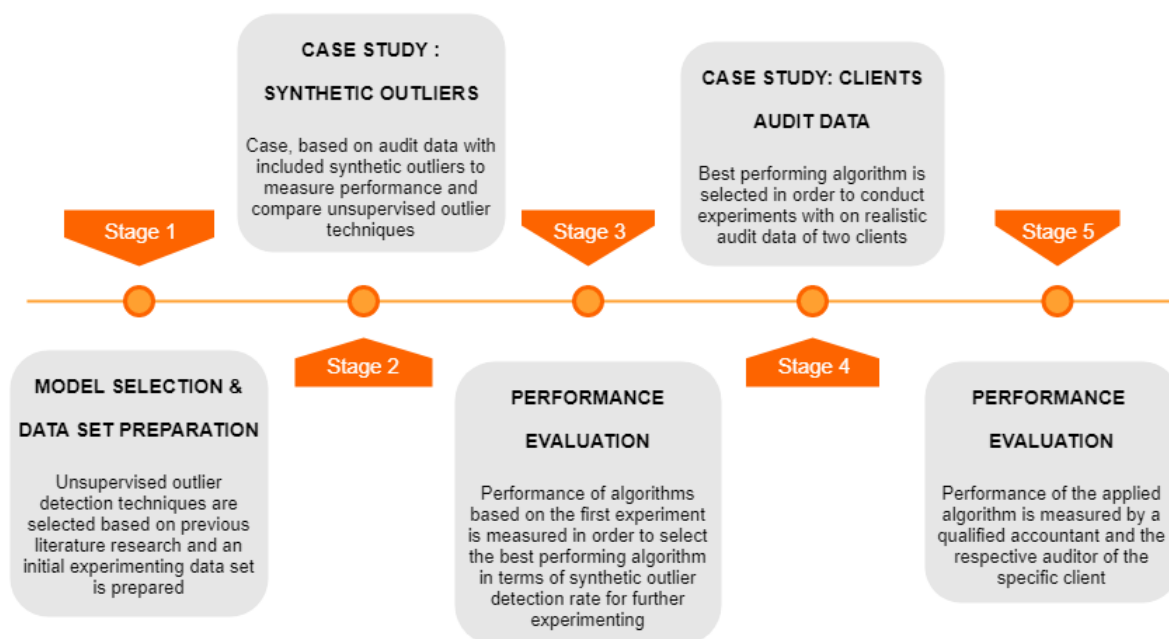 CASE STUDY :
SYNTHETIC OUTLIERS
Case, based on audit data with
included synthetic outliers to
measure performance and
compare unsupervised outlier
techniques
CASE STUDY: CLIENTS
AUDIT DATA
Best performing algorithm is
selected in order to conduct
experiments with on realistic
audit data of two clients
Stage 1
Stage 3
Stage 5
Stage 2
Stage 4
MODEL SELECTION &
DATA SET PREPARATION
Unsupervised outlier
detection techniques are
selected based on previous
literature research and an
initial experimenting data set
is prepared
PERFORMANCE
EVALUATION
Performance of algorithms
based on the first experiment
is measured in order to select
the best performing algorithm
in terms of synthetic outlier
detection rate for further
experimenting
PERFORMANCE
EVALUATION
Performance of the applied
algorithm is measured by a
qualified accountant and the
respective auditor of the
specific client